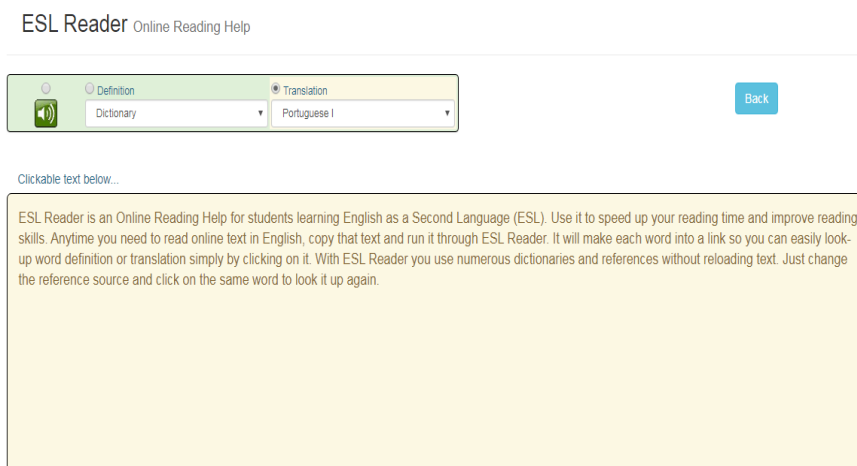 ESL Reader Online Reading Help
Definition Translation
Dictionary Portuguese I
Back
Clickable text below...
ESL Reader is an Online Reading Help for students learning English as a Second Language (ESL). Use it to speed up your reading time and improve reading
skills. Anytime you need to read online text in English, copy that text and run it through ESL Reader. It will make each word into a link so you can easily look-
up word definition or translation simply by clicking on it. With ESL Reader you use numerous dictionaries and references without reloading text. Just change
the reference source and click on the same word to look it up again.